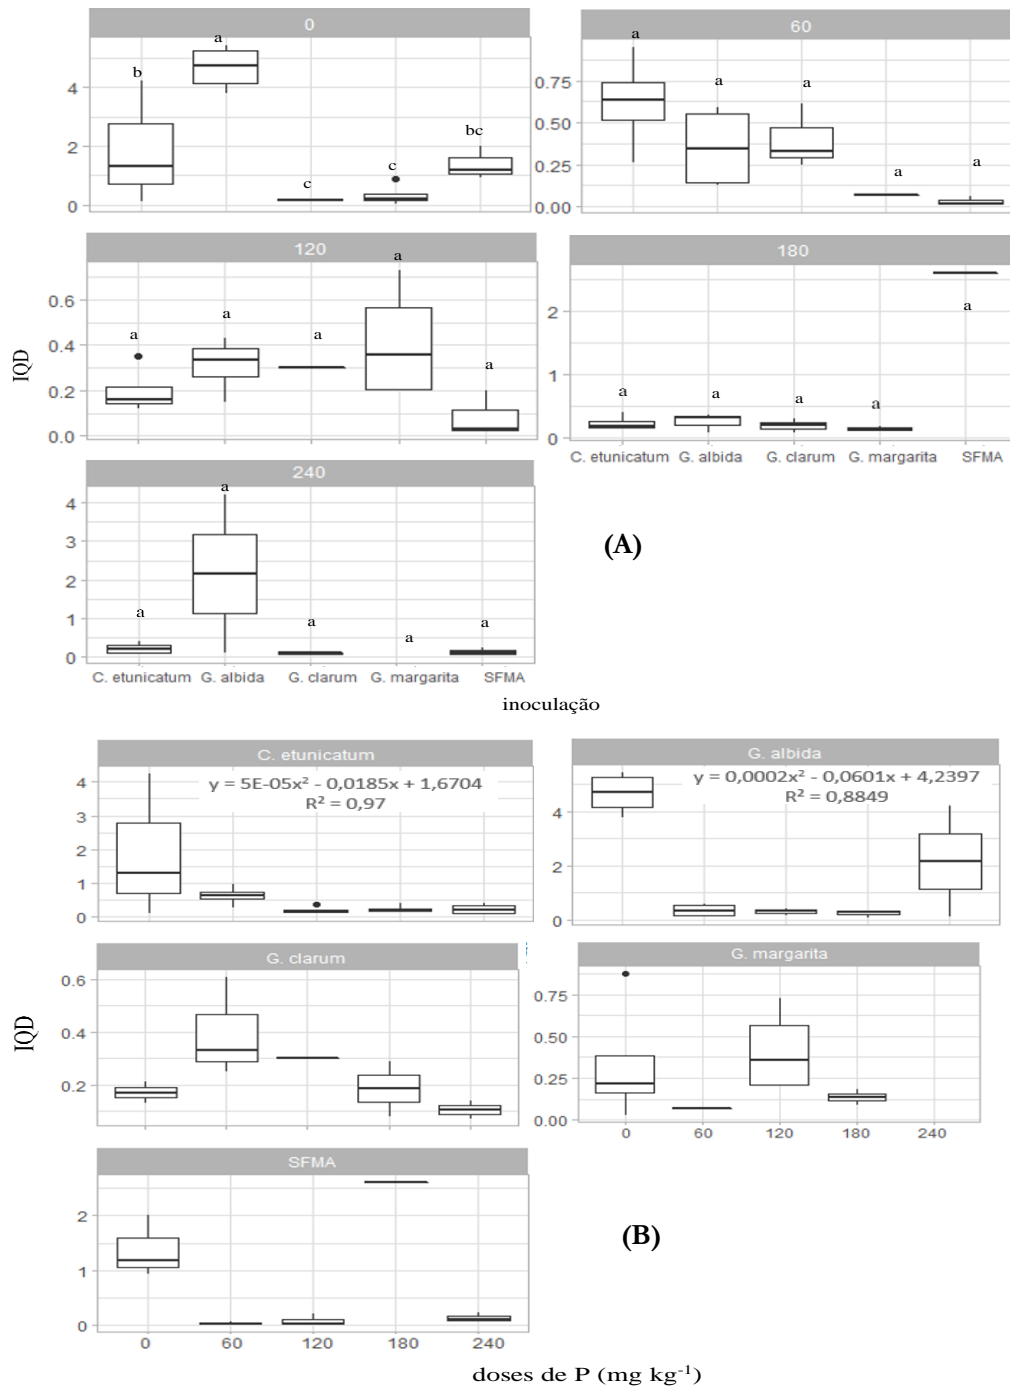 0
60
a
b
bc
c
c
4
2
0
a
a
a
a
a
0.75
0.50
0.25
0.00
120
180
a
a
a
a
a
0.6
0.4
0.2
0.0
a
a
a
a
a
2
1
0
IQD
C. etunicatum G. albida G. clarum G. margarita SFMA
240
a
a
a
a
a
4
3
2
1
0
(A)
C. etunicatum G. albida G. clarum G. margarita SFMA
inoculação
C. etunicatum
y = 5E-05x² - 0,0185x + 1,6704
R² = 0,97
4
3
2
1
0
G. albida
y = 0,0002x² - 0,0601x + 4,2397
R² = 0,8849
4
2
0
G. clarum
0.6
0.4
0.2
G. margarita
0.75
0.50
0.25
0.00
0 60 120 180 240
IQD
SFMA
2
1
0
(B)
0 60 120 180 240
doses de P (mg kg⁻¹)